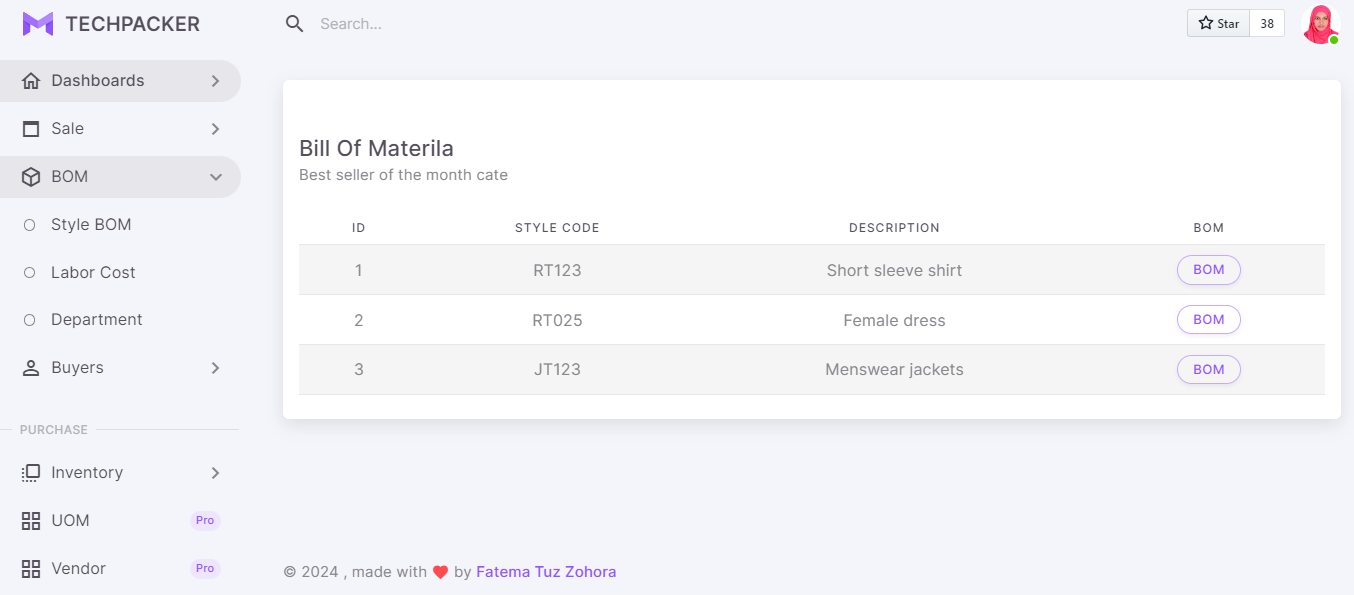 TECHPACKER
Search...
Star 38
Dashboards
Sale
BOM
Style BOM
Labor Cost
Department
Buyers
PURCHASE
Inventory
UOM Pro
Vendor Pro
Bill Of Materila
Best seller of the month cate
ID STYLE CODE DESCRIPTION BOM
1 RT123 Short sleeve shirt BOM
2 RT025 Female dress BOM
3 JT123 Menswear jackets BOM
© 2024 , made with ❤️ by Fatema Tuz Zohora